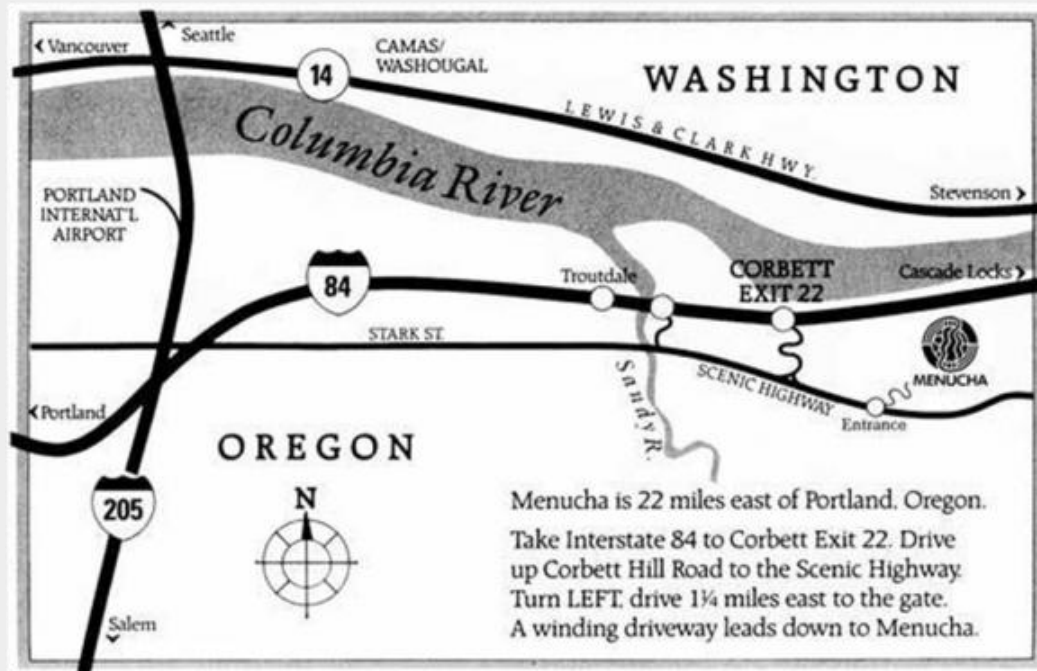 Seattle
Vancouver
CAMAS/
WASHOUGAL
14
WASHINGTON
LEWIS & CLARK HWY.
Columbia River
Stevenson
PORTLAND
INTERNAT'L
AIRPORT
84
Troutdale
CORBETT
EXIT 22
Cascade Locks
STARK ST.
SCENIC HIGHWAY
MENUCHA
Entrance
Sandy R.
Portland
OREGON
205
N
Salem
Menucha is 22 miles east of Portland, Oregon.
Take Interstate 84 to Corbett Exit 22. Drive
up Corbett Hill Road to the Scenic Highway.
Turn LEFT, drive 1¼ miles east to the gate.
A winding driveway leads down to Menucha.